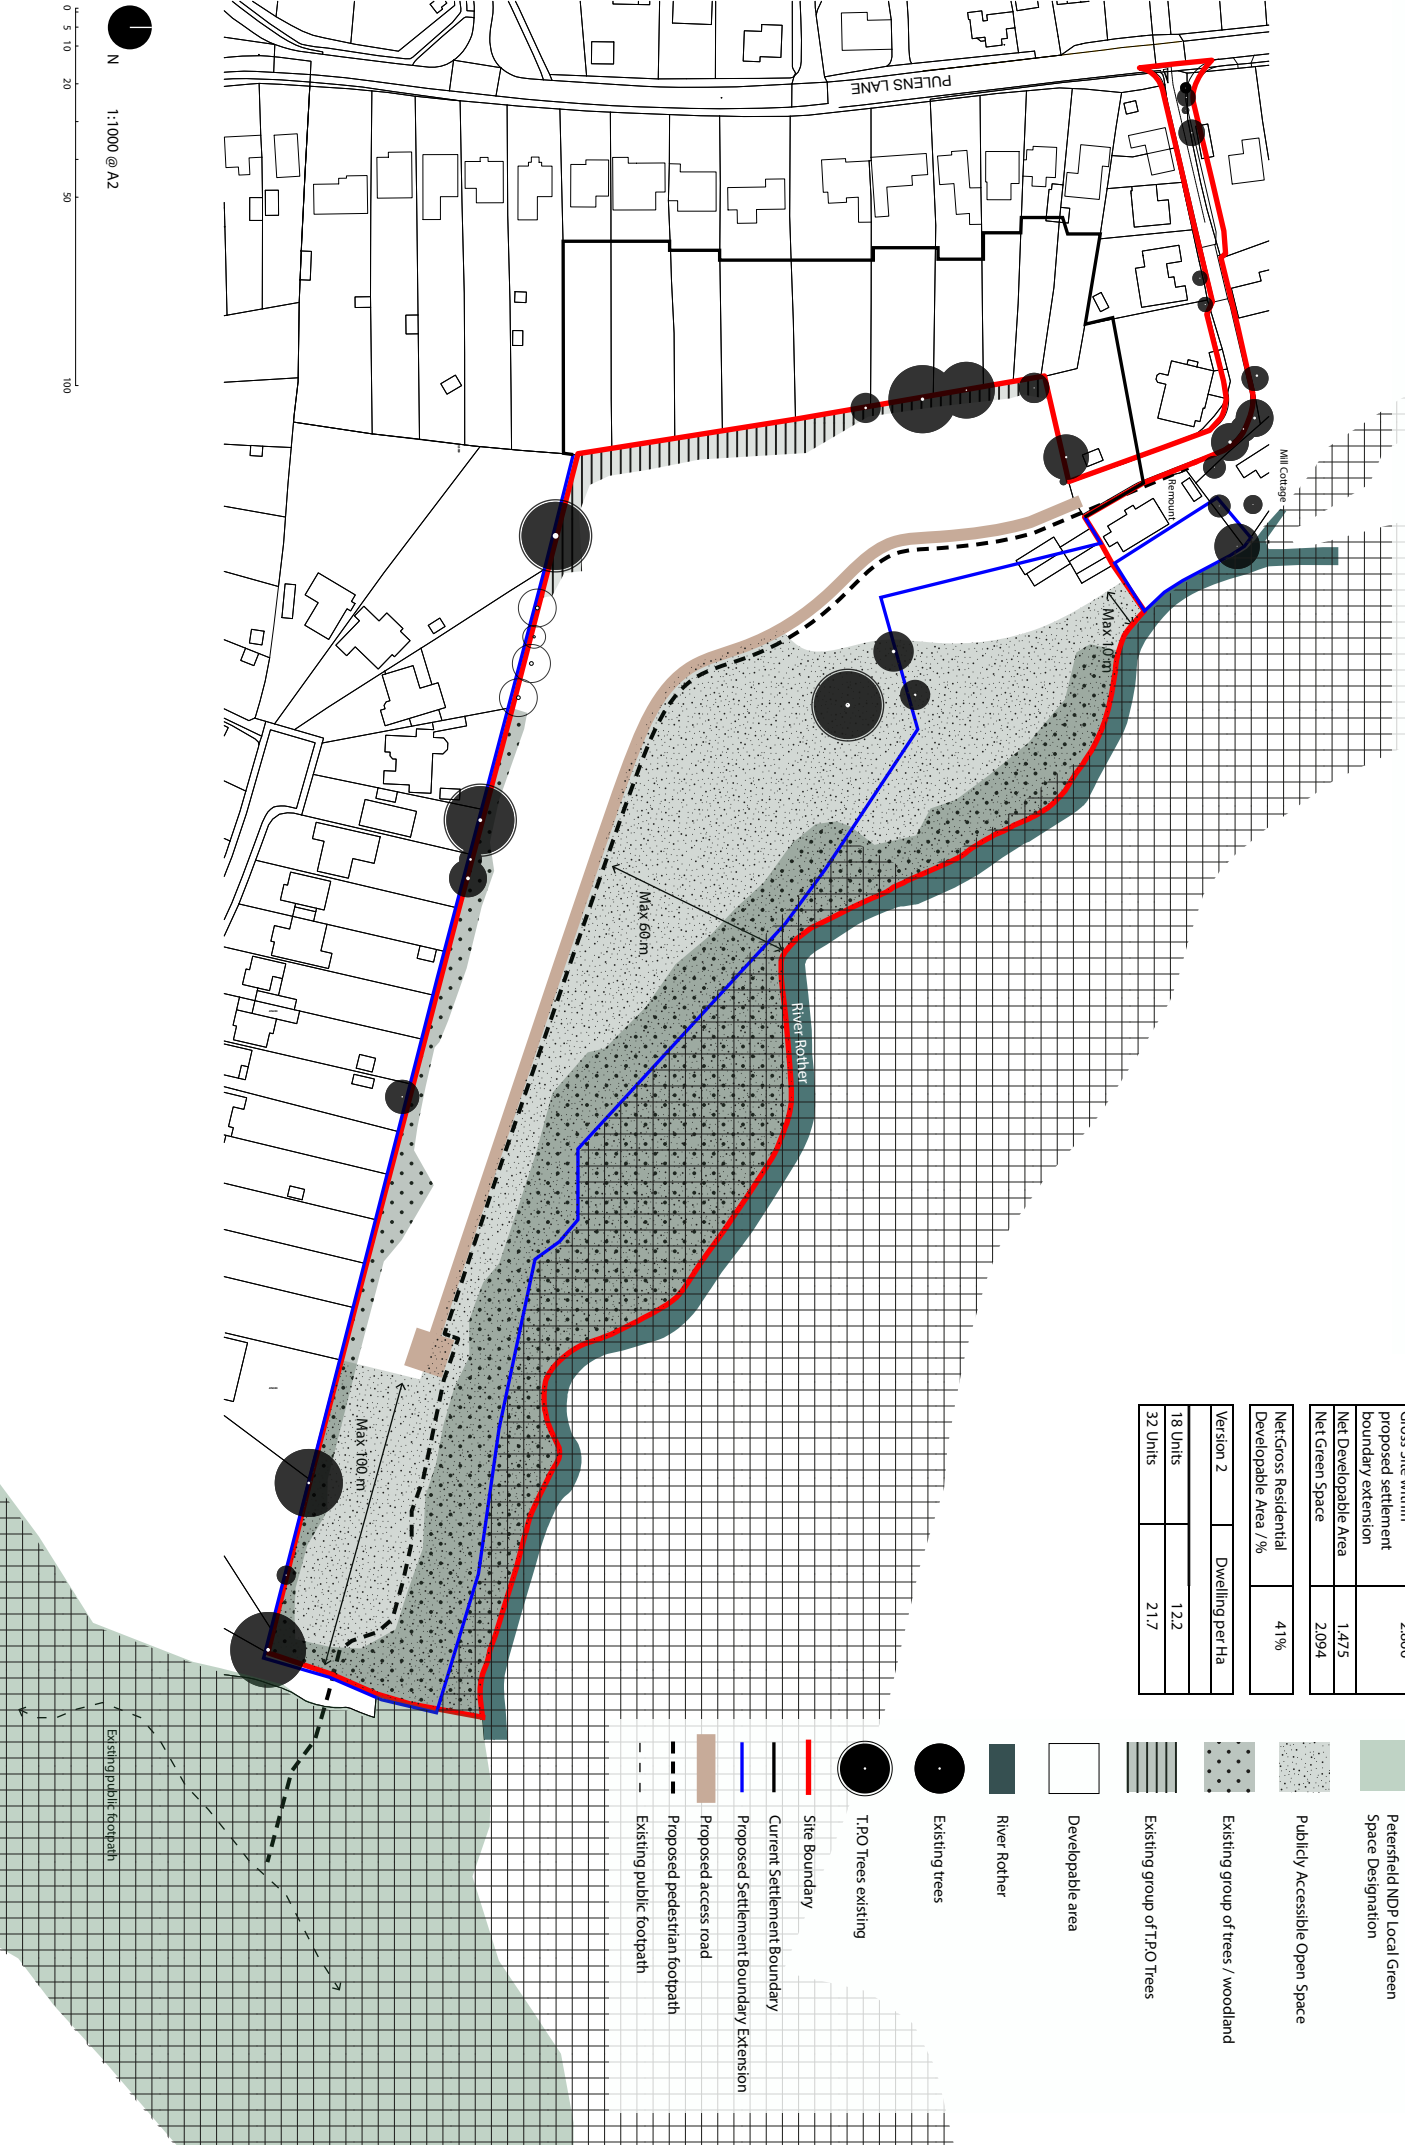 PULENS LANE
Mill Cottage
Remount
Max 10 m
Max 60 m
River Rother
Max 100 m
Existing public footpath
N
1:1000 @ A2
0 5 10 20 50 100
proposed settlement
boundary extension
Net Developable Area 1.475
Net Green Space 2.094
Net:Gross Residential 41%
Developable Area / %
Version 2 Dwelling per Ha
18 Units 12.2
32 Units 21.7
Petersfield NDP Local Green
Space Designation
Publicly Accessible Open Space
Existing group of trees / woodland
Existing group of T.P.O Trees
Developable area
River Rother
Existing trees
T.P.O Trees existing
Site Boundary
Current Settlement Boundary
Proposed Settlement Boundary Extension
Proposed access road
Proposed pedestrian footpath
Existing public footpath